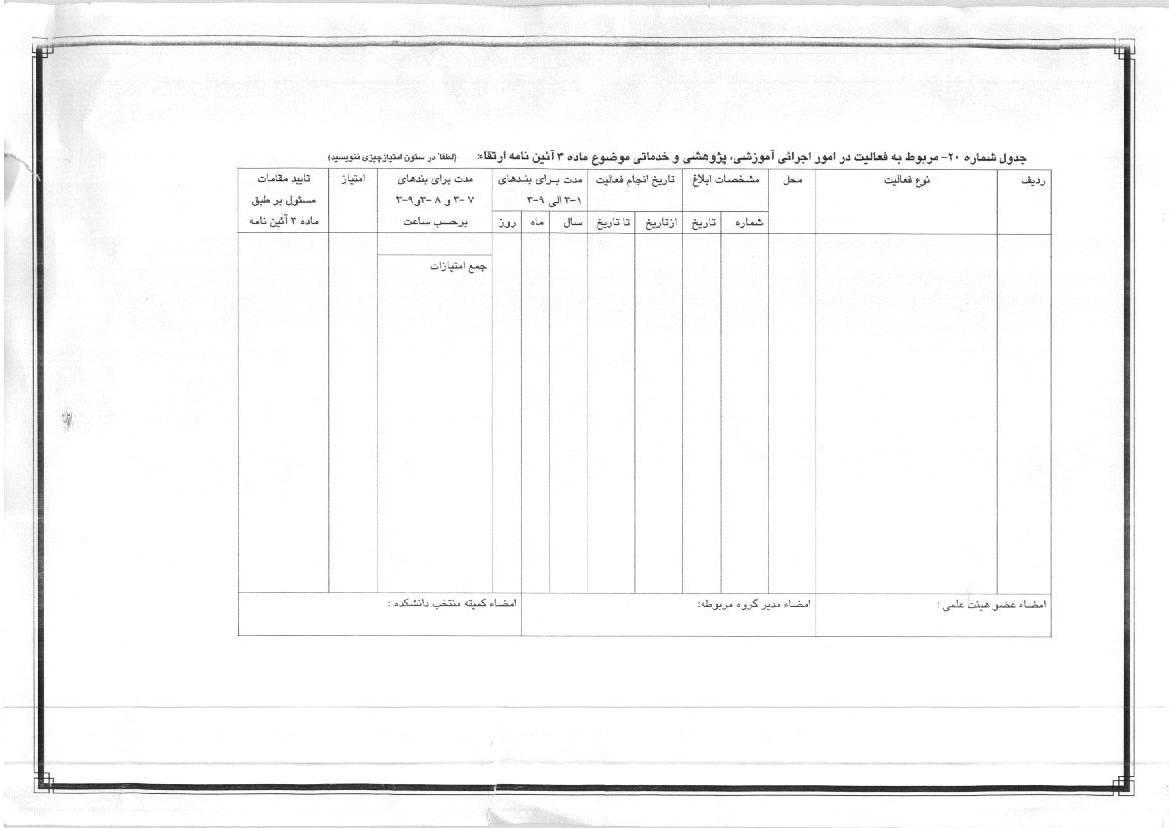 جدول شماره ۲۰- مربوط به فعالیت در امور اجرائی آموزشی، پژوهشی و خدماتی موضوع ماده ۳ آئین نامه ارتقاء: (لطفاً در ستون امتیاز چیزی ننویسید)
ردیف
نوع فعالیت
محل
مشخصات ابلاغ
شماره
تاریخ
تاریخ انجام فعالیت
ازتاریخ
تا تاریخ
مدت برای بندهای
۳-۱ الی ۹-۳
سال
ماه
روز
مدت برای بندهای
۳-۷ و ۳-۸ و۳-۹
برحسب ساعت
جمع امتیازات
امتیاز
تایید مقامات
مسئول بر طبق
ماده ۳ آئین نامه
امضاء عضو هیئت علمی :
امضاء مدیر گروه مربوطه:
امضاء کمیته منتخب دانشکده :